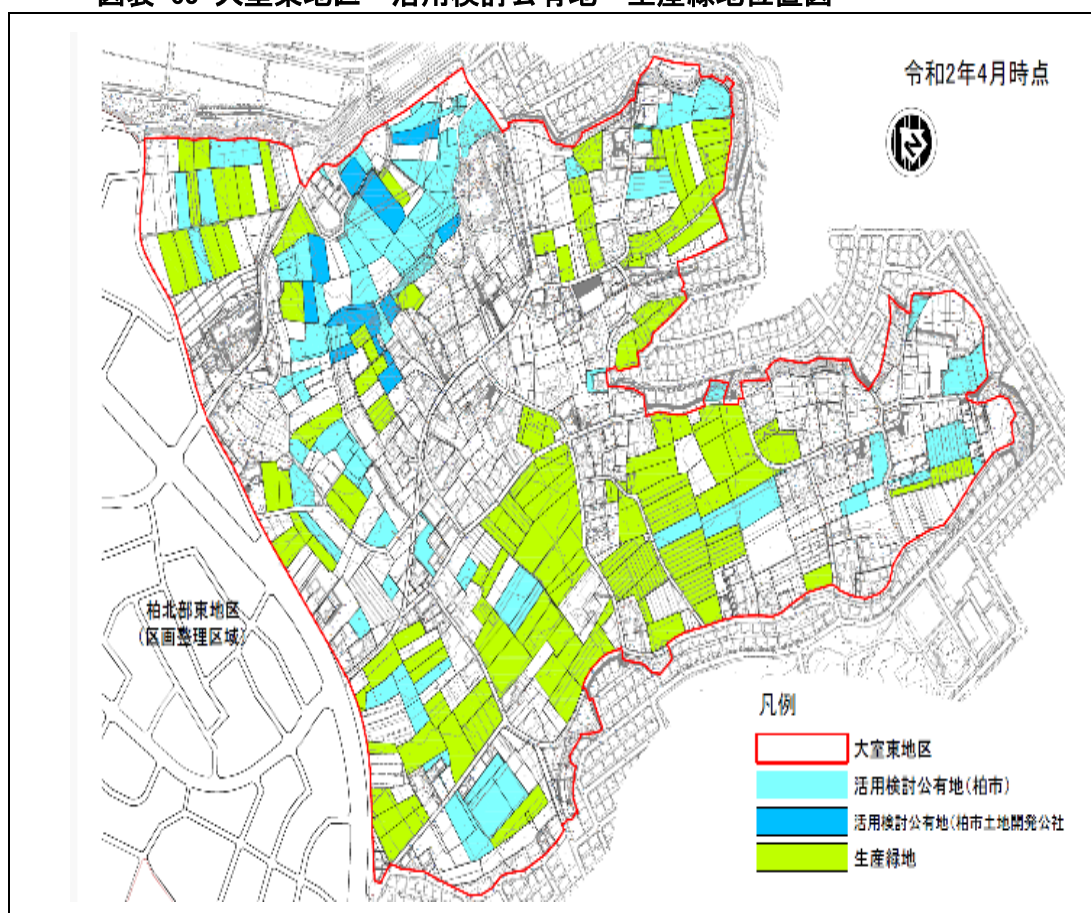 令和2年4月時点
柏北部東地区
(区画整理区域)
凡例
大室東地区
活用検討公有地(柏市)
活用検討公有地(柏市土地開発公社
生産緑地